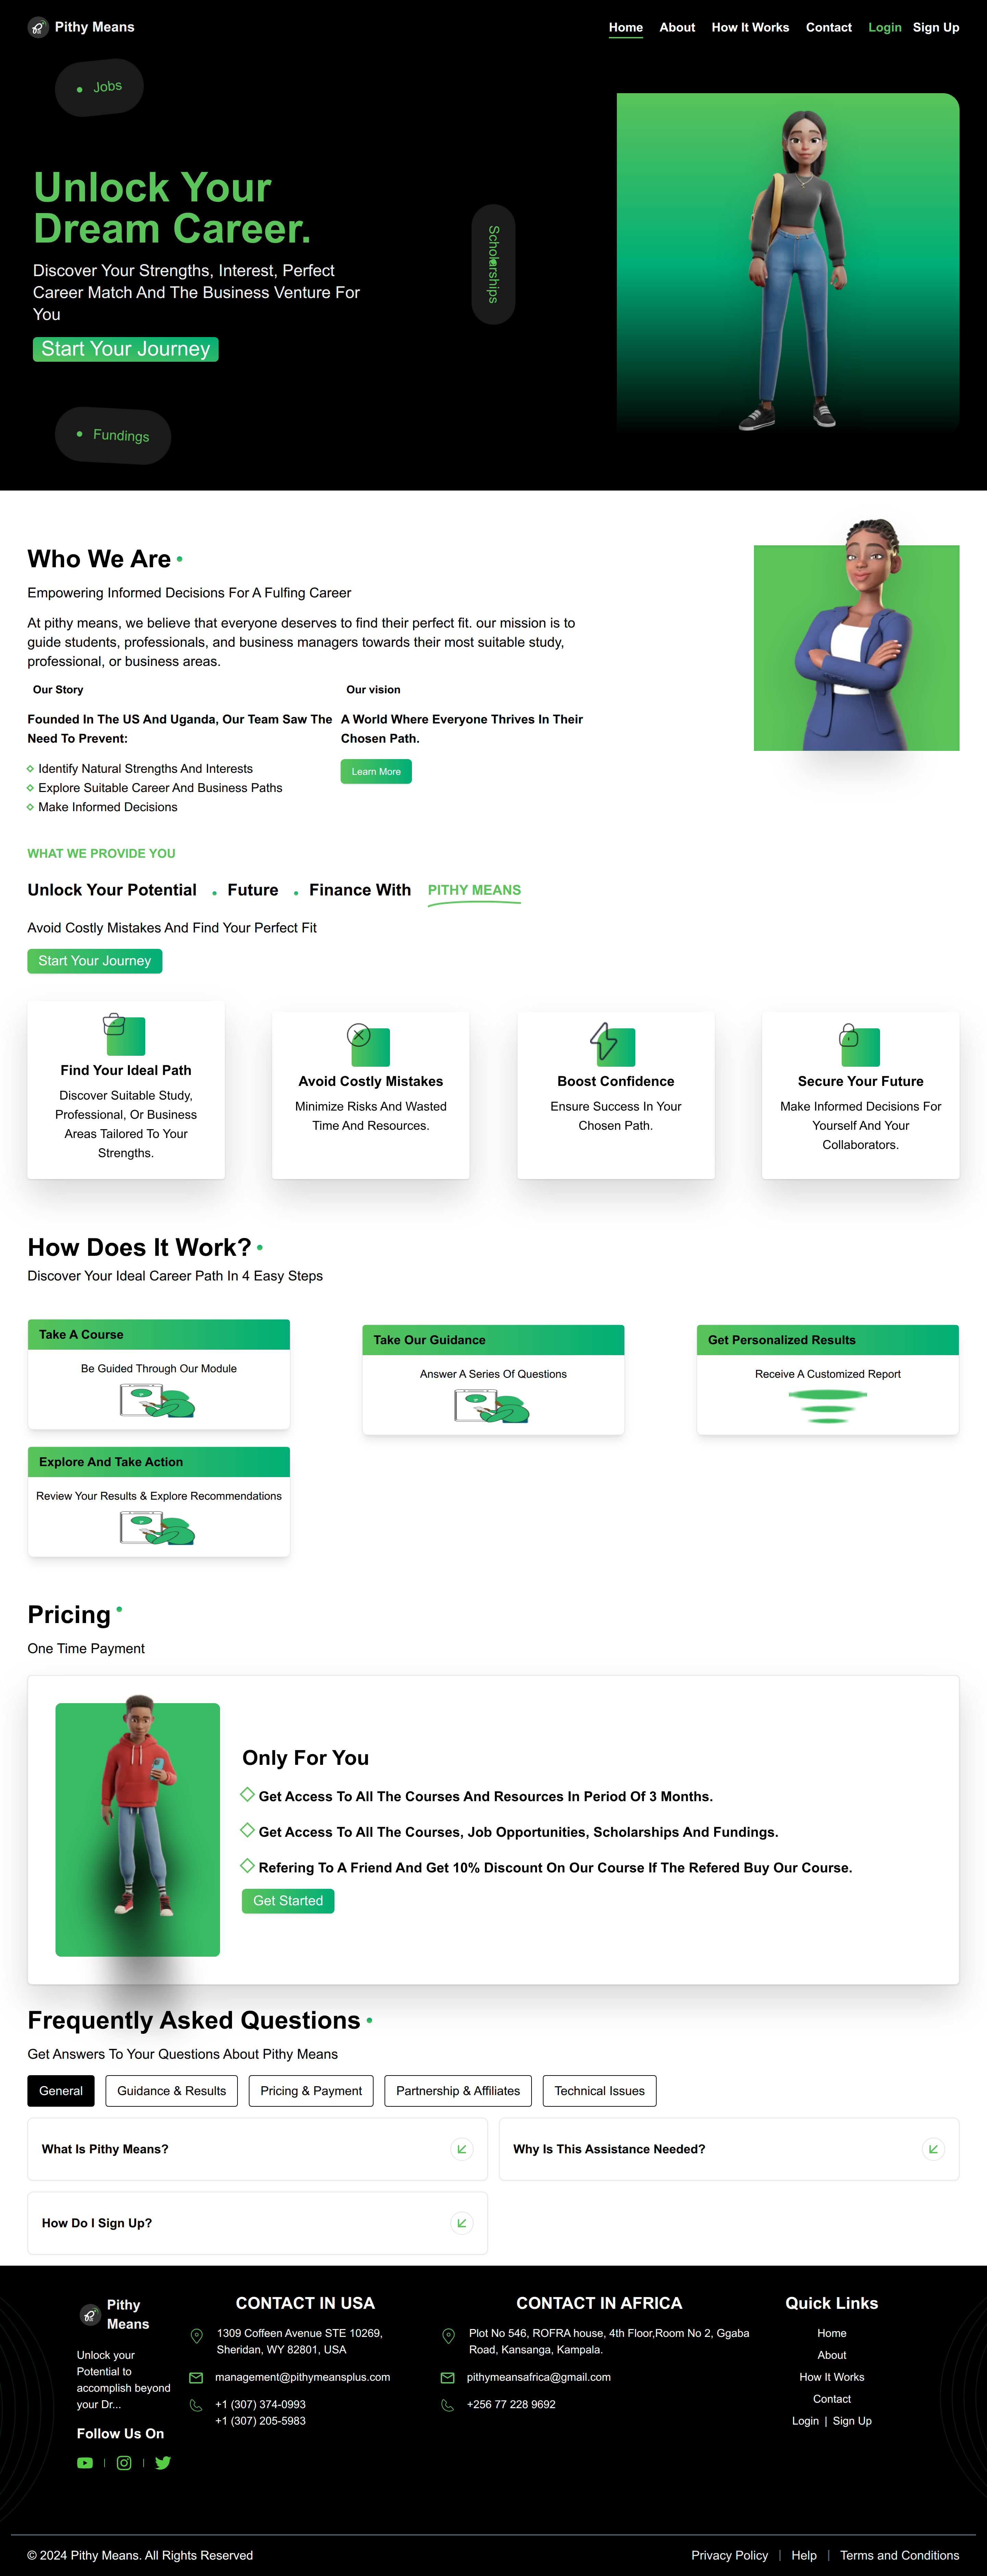 Pithy Means
Home About How It Works Contact Login Sign Up
Jobs
Unlock Your
Dream Career.
Discover Your Strengths, Interest, Perfect
Career Match And The Business Venture For
You
Start Your Journey
Scholarships
Fundings
Who We Are
Empowering Informed Decisions For A Fulfing Career
At pithy means, we believe that everyone deserves to find their perfect fit. our mission is to
guide students, professionals, and business managers towards their most suitable study,
professional, or business areas.
Our Story
Founded In The US And Uganda, Our Team Saw The
Need To Prevent:
Identify Natural Strengths And Interests
Explore Suitable Career And Business Paths
Make Informed Decisions
Our vision
A World Where Everyone Thrives In Their
Chosen Path.
Learn More
WHAT WE PROVIDE YOU
Unlock Your Potential Future Finance With PITHY MEANS
Avoid Costly Mistakes And Find Your Perfect Fit
Start Your Journey
Find Your Ideal Path
Discover Suitable Study,
Professional, Or Business
Areas Tailored To Your
Strengths.
Avoid Costly Mistakes
Minimize Risks And Wasted
Time And Resources.
Boost Confidence
Ensure Success In Your
Chosen Path.
Secure Your Future
Make Informed Decisions For
Yourself And Your
Collaborators.
How Does It Work?
Discover Your Ideal Career Path In 4 Easy Steps
Take A Course
Be Guided Through Our Module
Take Our Guidance
Answer A Series Of Questions
Get Personalized Results
Receive A Customized Report
Explore And Take Action
Review Your Results & Explore Recommendations
Pricing
One Time Payment
Only For You
Get Access To All The Courses And Resources In Period Of 3 Months.
Get Access To All The Courses, Job Opportunities, Scholarships And Fundings.
Refering To A Friend And Get 10% Discount On Our Course If The Refered Buy Our Course.
Get Started
Frequently Asked Questions
Get Answers To Your Questions About Pithy Means
General Guidance & Results Pricing & Payment Partnership & Affiliates Technical Issues
What Is Pithy Means?
Why Is This Assistance Needed?
How Do I Sign Up?
Pithy
Means
Unlock your
Potential to
accomplish beyond
your Dr...
Follow Us On
CONTACT IN USA
1309 Coffeen Avenue STE 10269,
Sheridan, WY 82801, USA
management@pithymeansplus.com
+1 (307) 374-0993
+1 (307) 205-5983
CONTACT IN AFRICA
Plot No 546, ROFRA house, 4th Floor,Room No 2, Ggaba
Road, Kansanga, Kampala.
pithymeansafrica@gmail.com
+256 77 228 9692
Quick Links
Home
About
How It Works
Contact
Login | Sign Up
© 2024 Pithy Means. All Rights Reserved
Privacy Policy | Help | Terms and Conditions